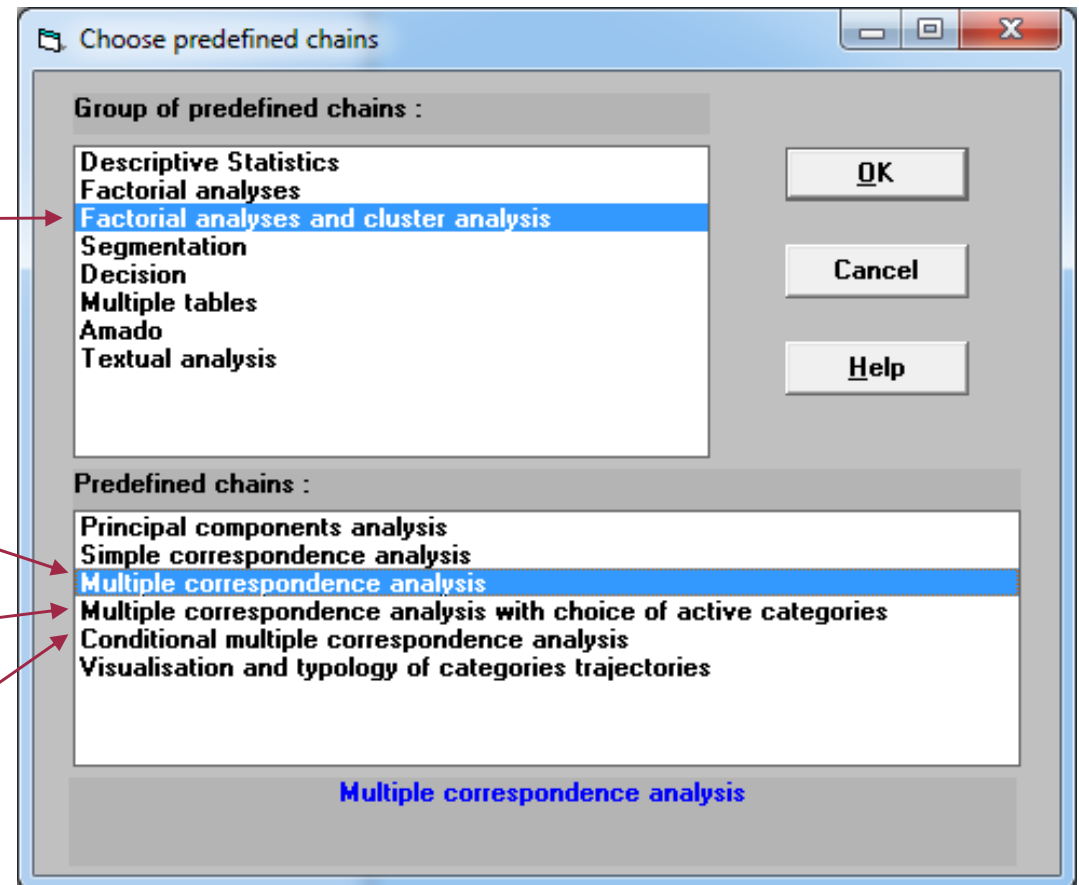 Choose predefined chains
Group of predefined chains :
Descriptive Statistics
Factorial analyses
Factorial analyses and cluster analysis
Segmentation
Decision
Multiple tables
Amado
Textual analysis
OK
Cancel
Help
Predefined chains :
Principal components analysis
Simple correspondence analysis
Multiple correspondence analysis
Multiple correspondence analysis with choice of active categories
Conditional multiple correspondence analysis
Visualisation and typology of categories trajectories
Multiple correspondence analysis